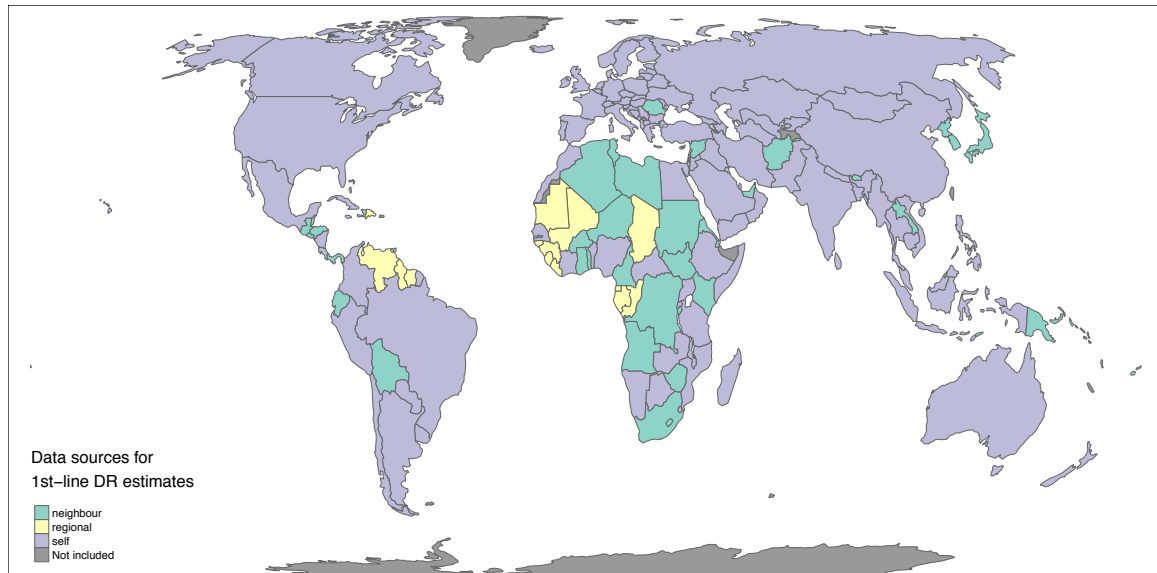 Data sources for
1st−line DR estimates
neighbour
regional
self
Not included